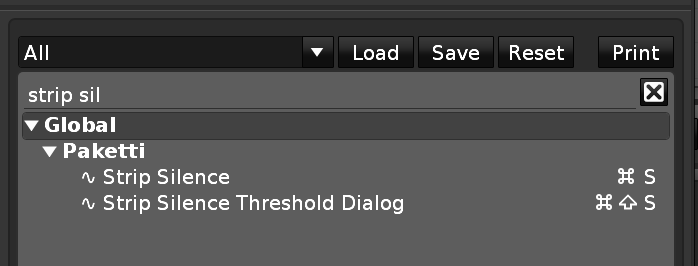 All Load Save Reset Print
strip sil
Global
Paketti
∿ Strip Silence ⌘ S
∿ Strip Silence Threshold Dialog ⌘ ⇧ S